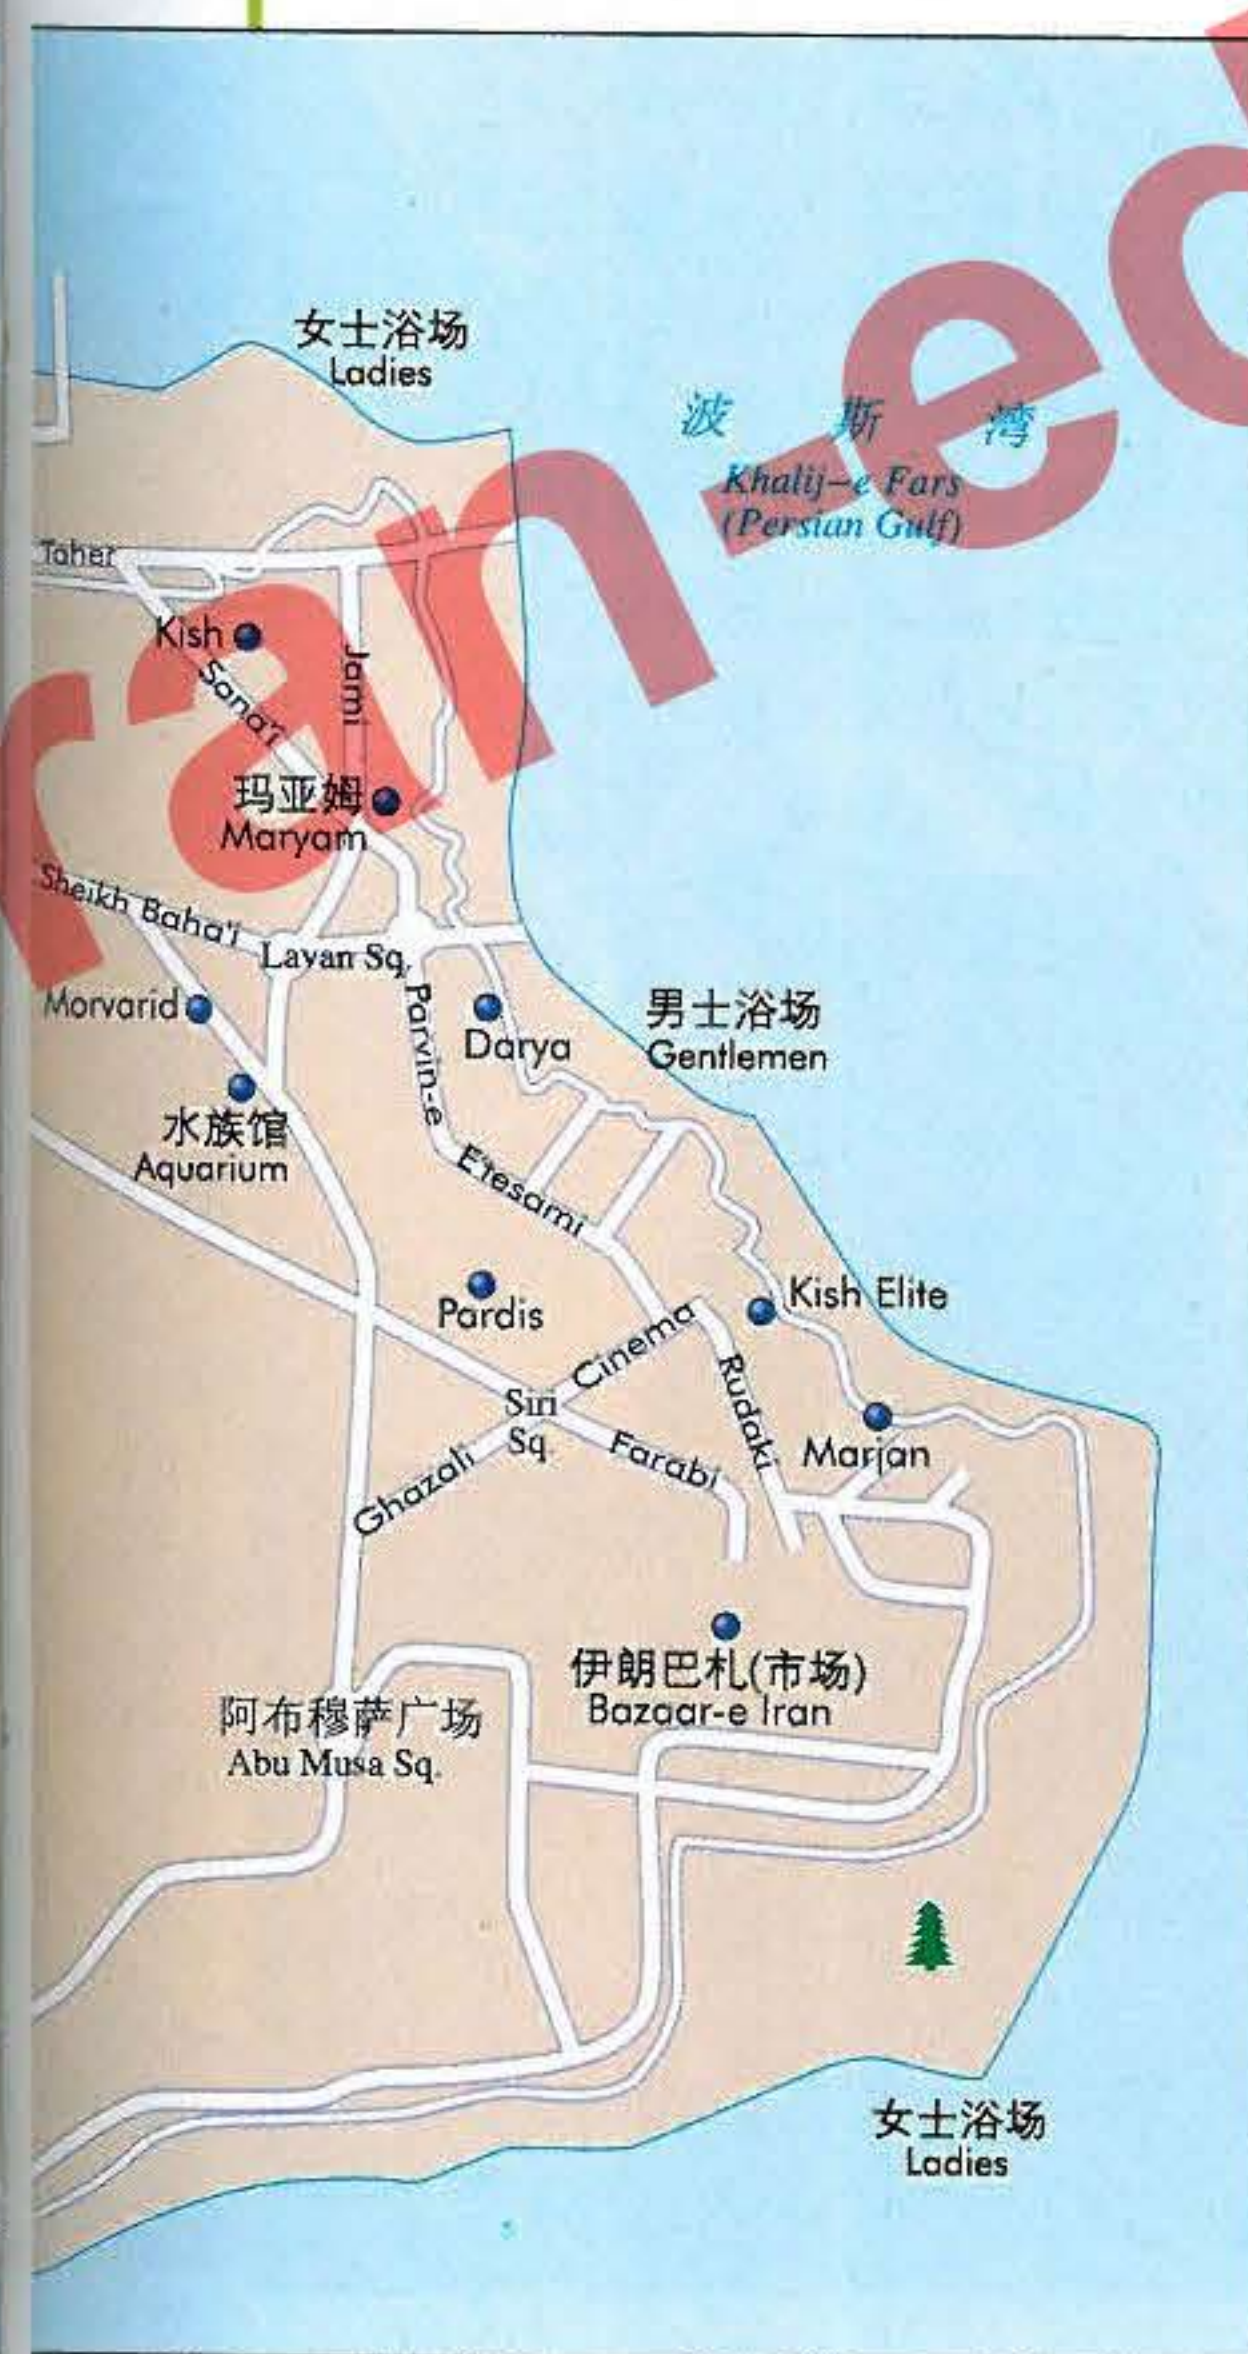 女士浴场
Ladies
波 斯 湾
Khalij-e Fars
(Persian Gulf)
ran-ed
Taher
Kish
Sana'i
Jami
玛亚姆
Maryam
Sheikh Baha'i
Lavan Sq.
Morvarid
Parvin-e
Darya
男士浴场
Gentlemen
水族馆
Aquarium
E'tesami
Pardis
Kish Elite
Cinema
Rudaki
Siri
Sq.
Farabi
Marjan
Ghazali
伊朗巴札(市场)
Bazaar-e Iran
阿布穆萨广场
Abu Musa Sq.
女士浴场
Ladies